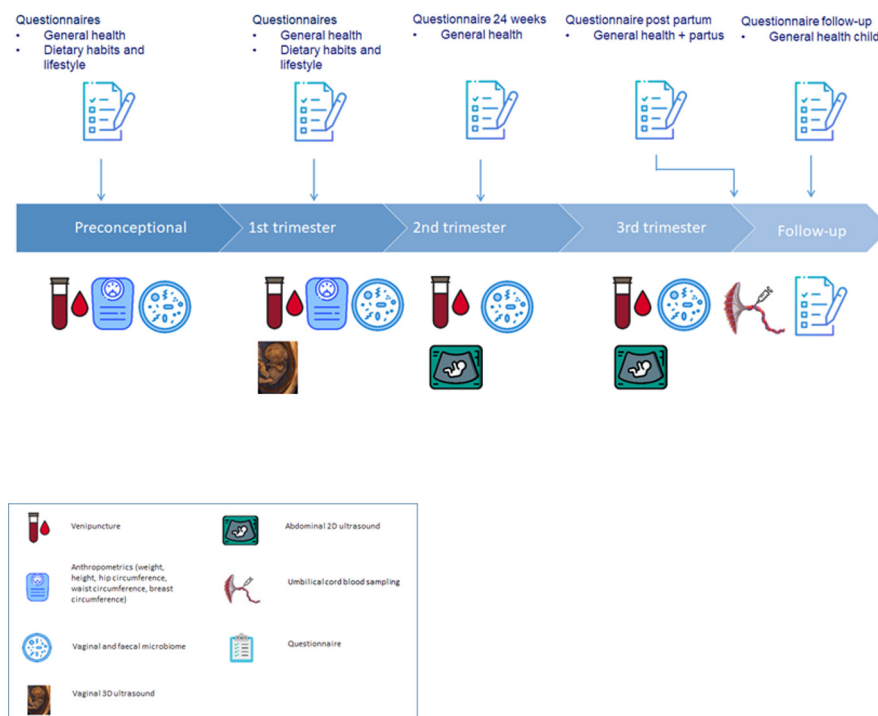 Questionnaires
• General health
• Dietary habits and
lifestyle
Questionnaires
• General health
• Dietary habits and
lifestyle
Questionnaire 24 weeks
• General health
Questionnaire post partum
• General health + partus
Questionnaire follow-up
• General health child
Preconceptional
1st trimester
2nd trimester
3rd trimester
Follow-up
Venipuncture
Abdominal 2D ultrasound
Anthropometrics (weight,
height, hip circumference,
waist circumference, breast
circumference)
Umbilical cord blood sampling
Vaginal and faecal microbiome
Questionnaire
Vaginal 3D ultrasound